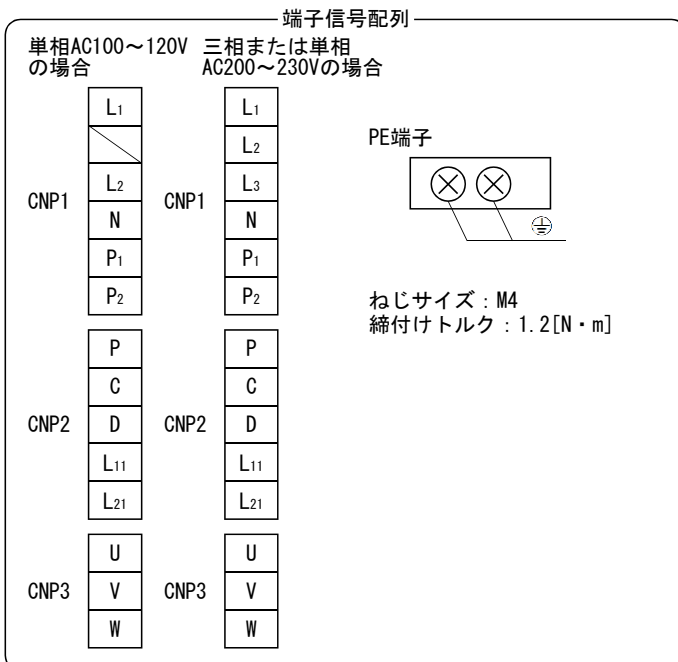 端子信号配列
単相AC100～120V
の場合
CNP1
L1
L2
N
P1
P2
CNP2
P
C
D
L11
L21
CNP3
U
V
W
三相または単相
AC200～230Vの場合
CNP1
L1
L2
L3
N
P1
P2
CNP2
P
C
D
L11
L21
CNP3
U
V
W
PE端子
ねじサイズ：M4
締付けトルク：1.2[N・m]